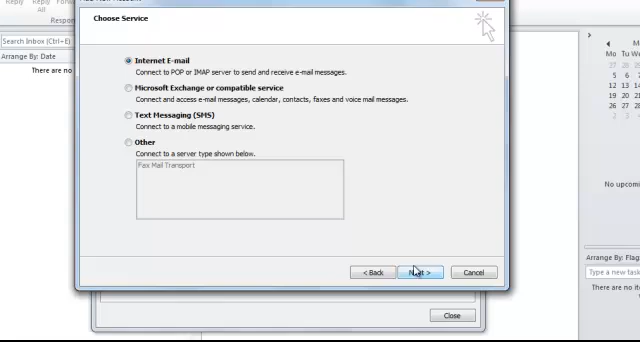 Reply
Reply
All
Respon
Search Inbox (Ctrl+E)
Arrange By: Date
There are no
Choose Service
Internet E-mail
Connect to POP or IMAP server to send and receive e-mail messages.
Microsoft Exchange or compatible service
Connect and access e-mail messages, calendar, contacts, faxes and voice mail messages.
Text Messaging (SMS)
Connect to a mobile messaging service.
Other
Connect to a server type shown below.
Fax Mail Transport
< Back
Cancel
Close
Mo Tu We
27 28
5 6 7
12 13 14
19 20 21
26 27 28
2 3
No upcomi
Arrange By: Flag
Type a new task
There are no it